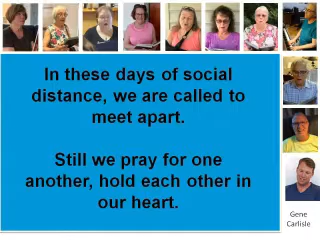 In these days of social
distance, we are called to
meet apart.
Still we pray for one
another, hold each other in
our heart.
Gene
Carlisle